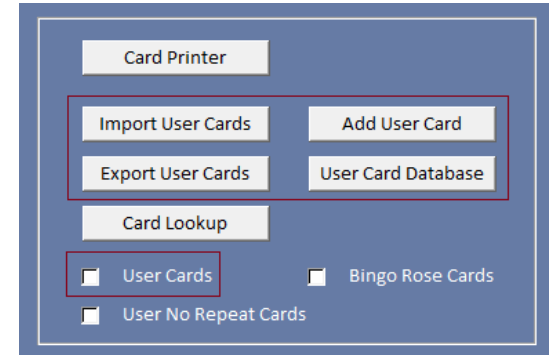 Card Printer
Import User Cards Add User Card
Export User Cards User Card Database
Card Lookup
User Cards Bingo Rose Cards
User No Repeat Cards